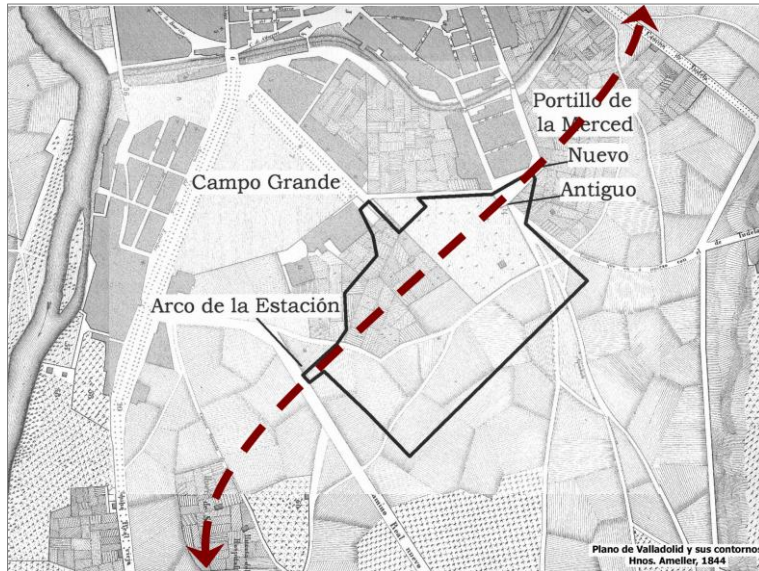 Portillo de
la Merced
Nuevo
Antiguo
Campo Grande
Arco de la Estación
Plano de Valladolid y sus contornos
Hnos. Ameller, 1844